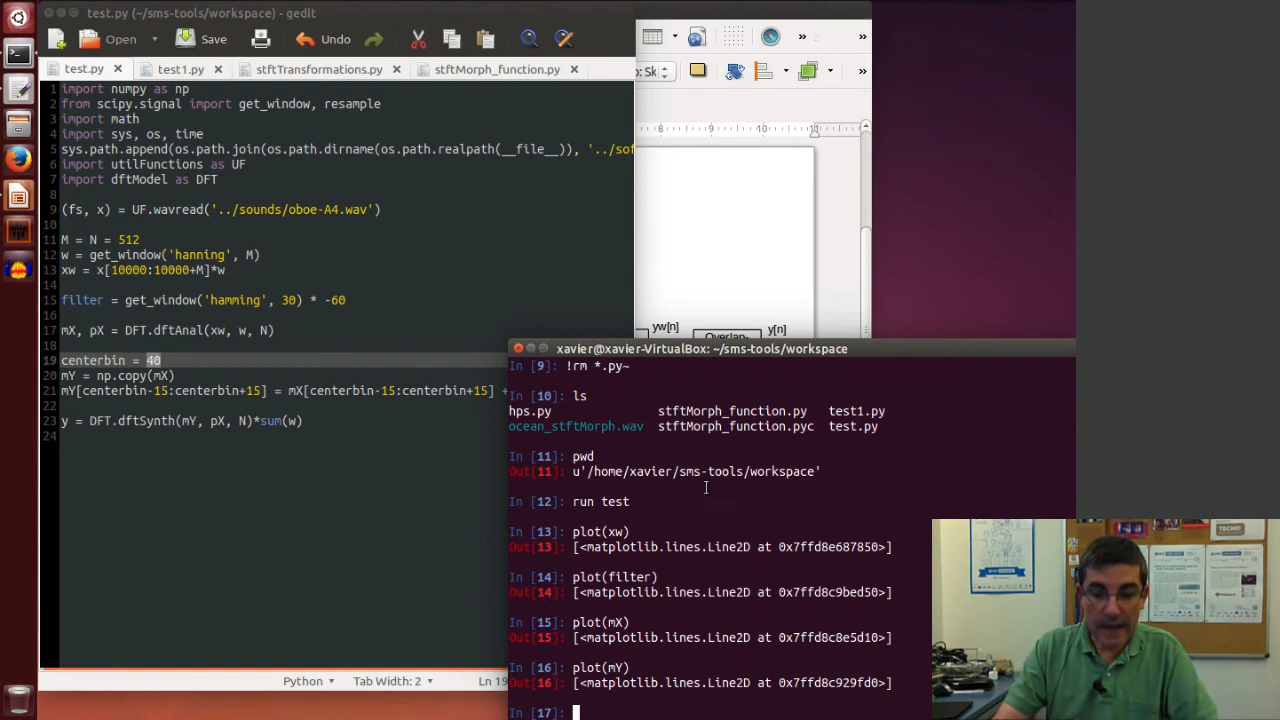 test.py (~/sms-tools/workspace) - gedit
Open Save Undo
test.py test1.py stftTransformations.py stftMorph_function.py
1 import numpy as np
2 from scipy.signal import get_window, resample
3 import math
4 import sys, os, time
5 sys.path.append(os.path.join(os.path.dirname(os.path.realpath(__file__)), '../so
6 import utilFunctions as UF
7 import dftModel as DFT
8
9 (fs, x) = UF.wavread('../sounds/oboe-A4.wav')
10
11 M = N = 512
12 w = get_window('hanning', M)
13 xw = x[10000:10000+M]*w
14
15 filter = get_window('hamming', 30) * -60
16
17 mX, pX = DFT.dftAnal(xw, w, N)
18
19 centerbin = 40
20 mY = np.copy(mX)
21 mY[centerbin-15:centerbin+15] = mX[centerbin-15:centerbin+15] +
22
23 y = DFT.dftSynth(mY, pX, N)*sum(w)
24
Python Tab Width: 2 Ln 19
: Sk
8 9 10 11
yw[n] Overlap- y[n]
xavier@xavier-VirtualBox: ~/sms-tools/workspace
In [9]: !rm *.py~
In [10]: ls
hps.py stftMorph_function.py test1.py
ocean_stftMorph.wav stftMorph_function.pyc test.py
In [11]: pwd
Out[11]: u'/home/xavier/sms-tools/workspace'
In [12]: run test
In [13]: plot(xw)
Out[13]: [<matplotlib.lines.Line2D at 0x7ffd8e687850>]
In [14]: plot(filter)
Out[14]: [<matplotlib.lines.Line2D at 0x7ffd8c9bed50>]
In [15]: plot(mX)
Out[15]: [<matplotlib.lines.Line2D at 0x7ffd8c8e5d10>]
In [16]: plot(mY)
Out[16]: [<matplotlib.lines.Line2D at 0x7ffd8c929fd0>]
In [17]: